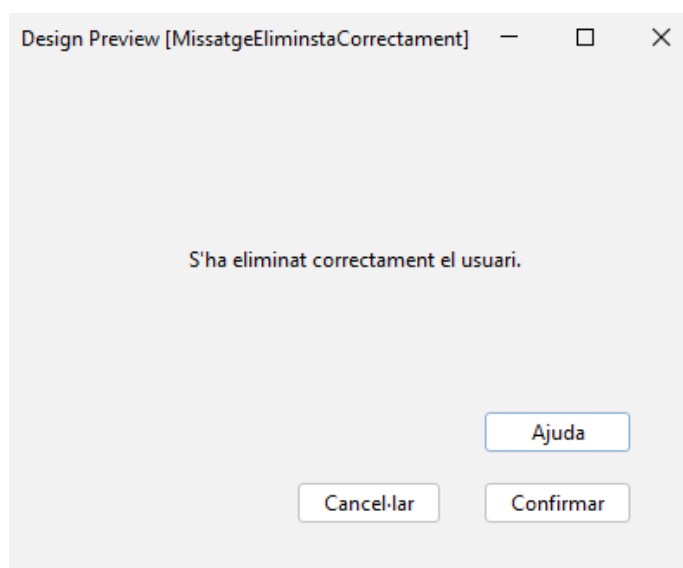 Design Preview [MissatgeEliminstaCorrectament]
S'ha eliminat correctament el usuari.
Ajuda
Cancel·lar
Confirmar